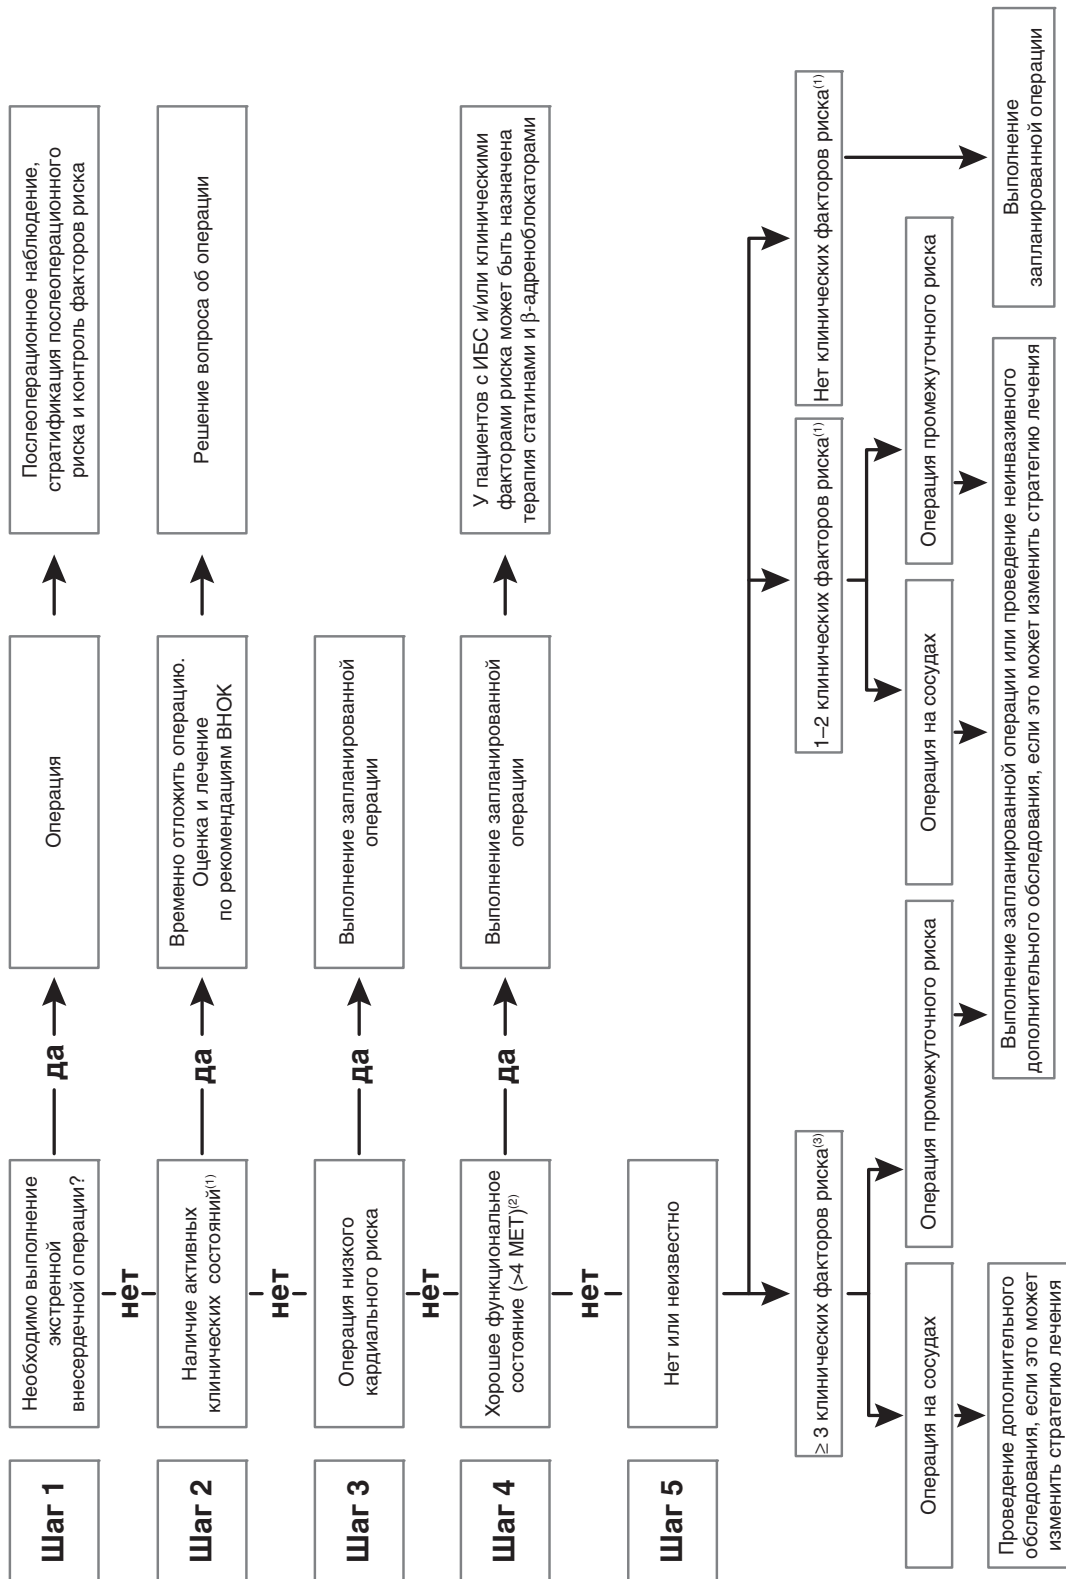 Шаг 1
Необходимо выполнение
экстренной
внесердечной операции?
да
Операция
Послеоперационное наблюдение,
стратификация послеоперационного
риска и контроль факторов риска
нет
Шаг 2
Наличие активных
клинических состояний(1)
да
Временно отложить операцию.
Оценка и лечение
по рекомендациям ВНОК
Решение вопроса об операции
нет
Шаг 3
Операция низкого
кардиального риска
да
Выполнение запланированной
операции
нет
Шаг 4
Хорошее функциональное
состояние (>4 МЕТ)(2)
да
Выполнение запланированной
операции
У пациентов с ИБС и/или клиническими
факторами риска может быть назначена
терапия статинами и β-адреноблокаторами
нет
Шаг 5
Нет или неизвестно
≥ 3 клинических факторов риска(3)
1–2 клинических факторов риска(1)
Нет клинических факторов риска(1)
Операция на сосудах
Операция промежуточного риска
Операция на сосудах
Операция промежуточного риска
Проведение дополнительного
обследования, если это может
изменить стратегию лечения
Выполнение запланированной операции или проведение неинвазивного
дополнительного обследования, если это может изменить стратегию лечения
Выполнение
запланированной операции